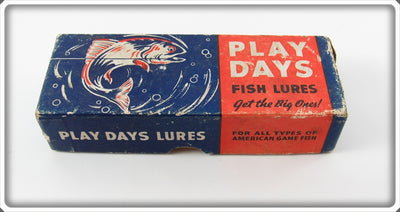 PLAY
DAYS
FISH LURES
Get the Big Ones!
PLAY DAYS LURES
FOR ALL TYPES OF
AMERICAN GAME FISH